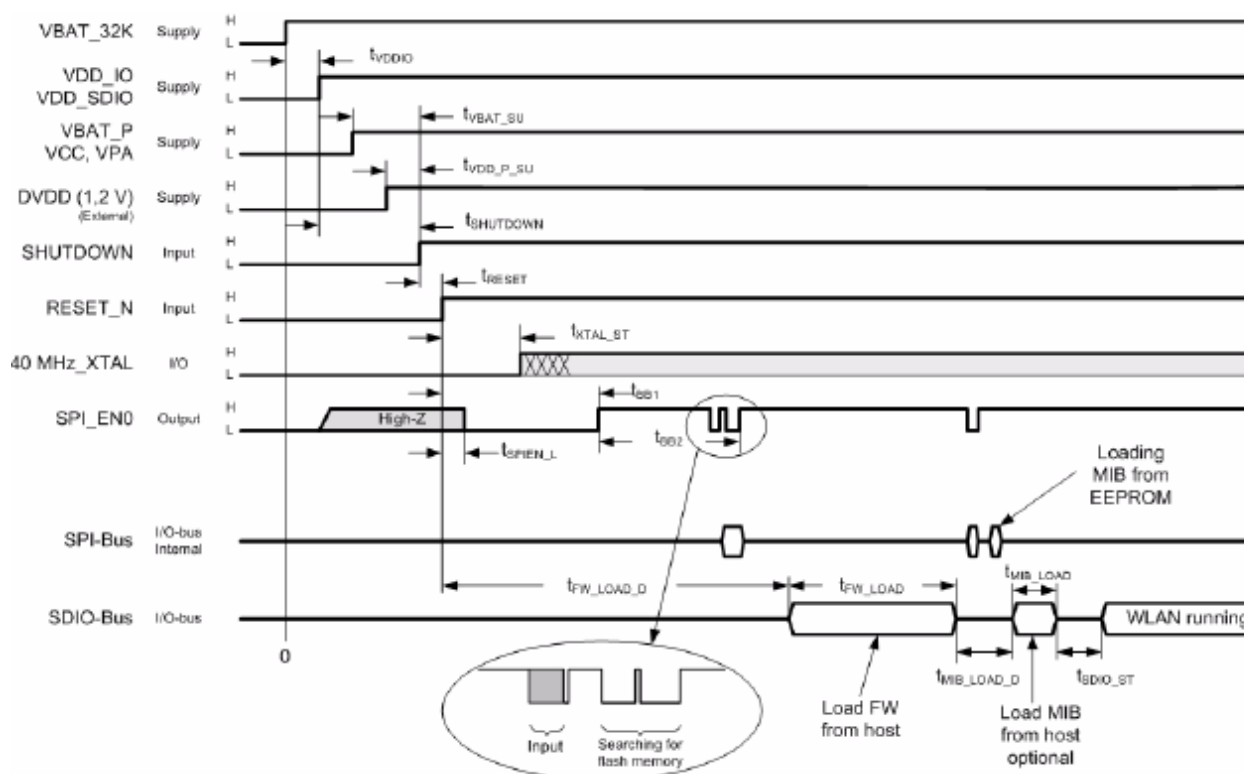 VBAT_32K Supply H
L
tVDDIO
VDD_IO
VDD_SDIO Supply H
L
tVBAT_SU
VBAT_P
VCC, VPA Supply H
L
tVDD_P_SU
DVDD (1,2 V)
(External) Supply H
L
tSHUTDOWN
SHUTDOWN Input H
L
tRESET
RESET_N Input H
L
tXTAL_ST
40 MHz_XTAL I/O H
L
tBB1
SPI_EN0 Output H
L
High-Z
tBB2
tSPIEN_L
Loading
MIB from
EEPROM
SPI-Bus I/O-bus
Internal
tFW_LOAD_D tFW_LOAD tMIB_LOAD
SDIO-Bus I/O-bus WLAN running
0
tMIB_LOAD_D tSDIO_ST
Load FW
from host
Load MIB
from host
optional
Input
Searching for
flash memory